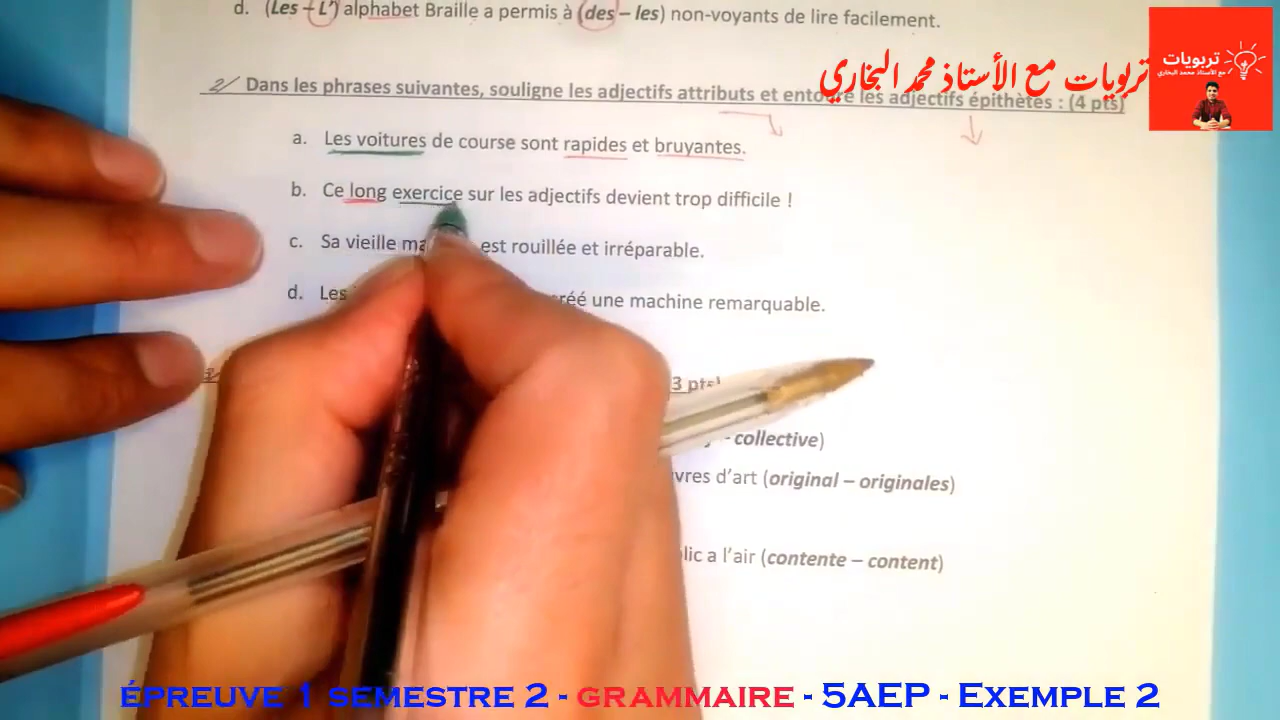 d. (Les – L') alphabet Braille a permis à (des – les) non-voyants de lire facilement.
تربويات
مع الأستاذ محمد البخاري
تربويات مع الأستاذ محمد البخاري
2/ Dans les phrases suivantes, souligne les adjectifs attributs et entoure les adjectifs épithètes : (4 pts)
a. Les voitures de course sont rapides et bruyantes.
b. Ce long exercice sur les adjectifs devient trop difficile !
c. Sa vieille est rouillée et irréparable.
d. Les une machine remarquable.
3 pts
- collective)
d'art (original – originales)
a l'air (contente – content)
épreuve 1 semestre 2 - grammaire - 5AEP - Exemple 2